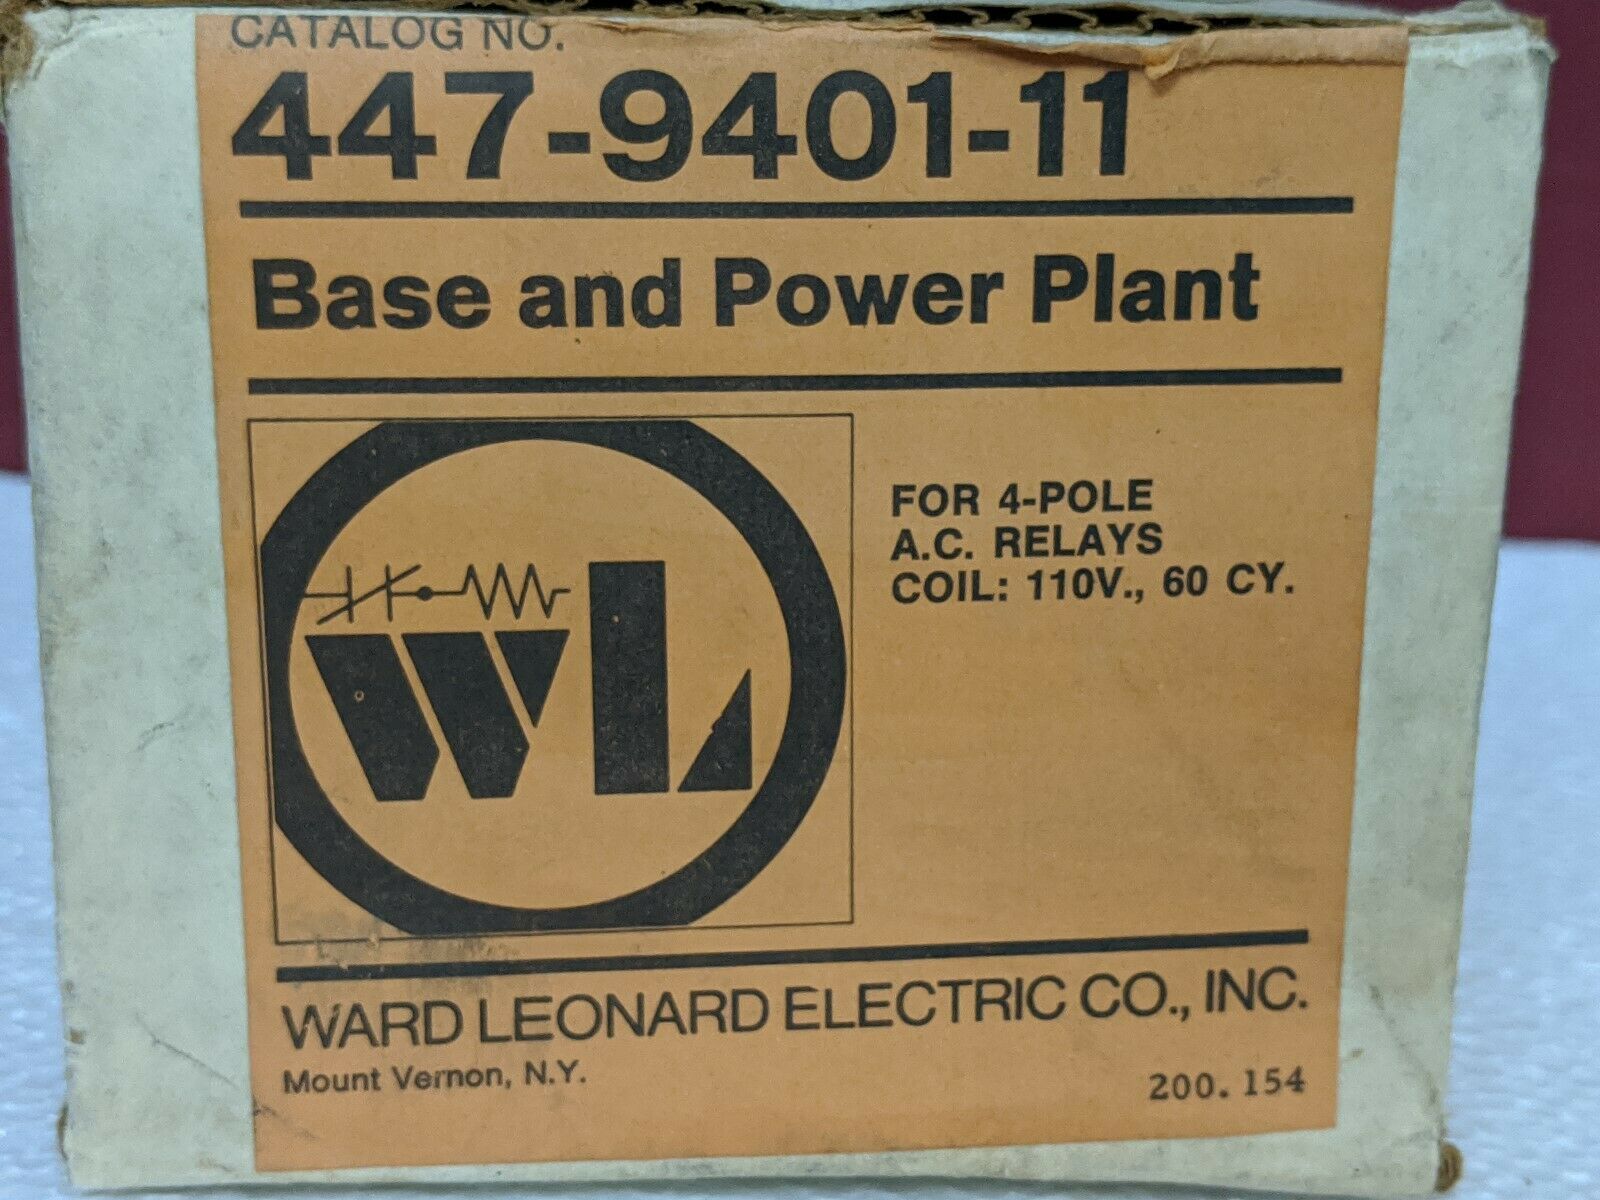 CATALOG NO.
447-9401-11
Base and Power Plant
FOR 4-POLE
A.C. RELAYS
COIL: 110V., 60 CY.
WL
WARD LEONARD ELECTRIC CO., INC.
Mount Vernon, N.Y.
200.154